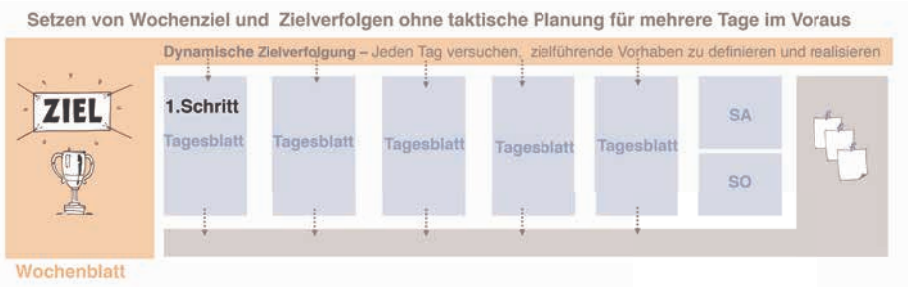 Setzen von Wochenziel und Zielverfolgen ohne taktische Planung für mehrere Tage im Voraus
Dynamische Zielverfolgung – Jeden Tag versuchen, zielführende Vorhaben zu definieren und realisieren
ZIEL
1.Schritt
Tagesblatt
Tagesblatt
Tagesblatt
Tagesblatt
Tagesblatt
SA
SO
Wochenblatt